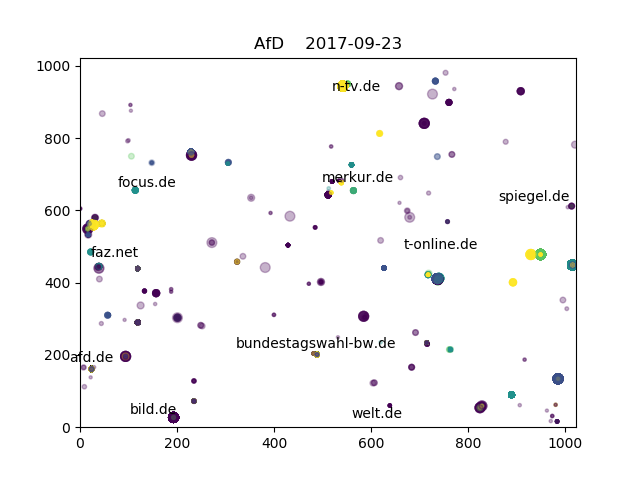 AfD    2017-09-23
1000
n-tv.de
800
merkur.de
focus.de
spiegel.de
600
t-online.de
faz.net
400
bundestagswahl-bw.de
200
afd.de
bild.de
welt.de
0
0 200 400 600 800 1000